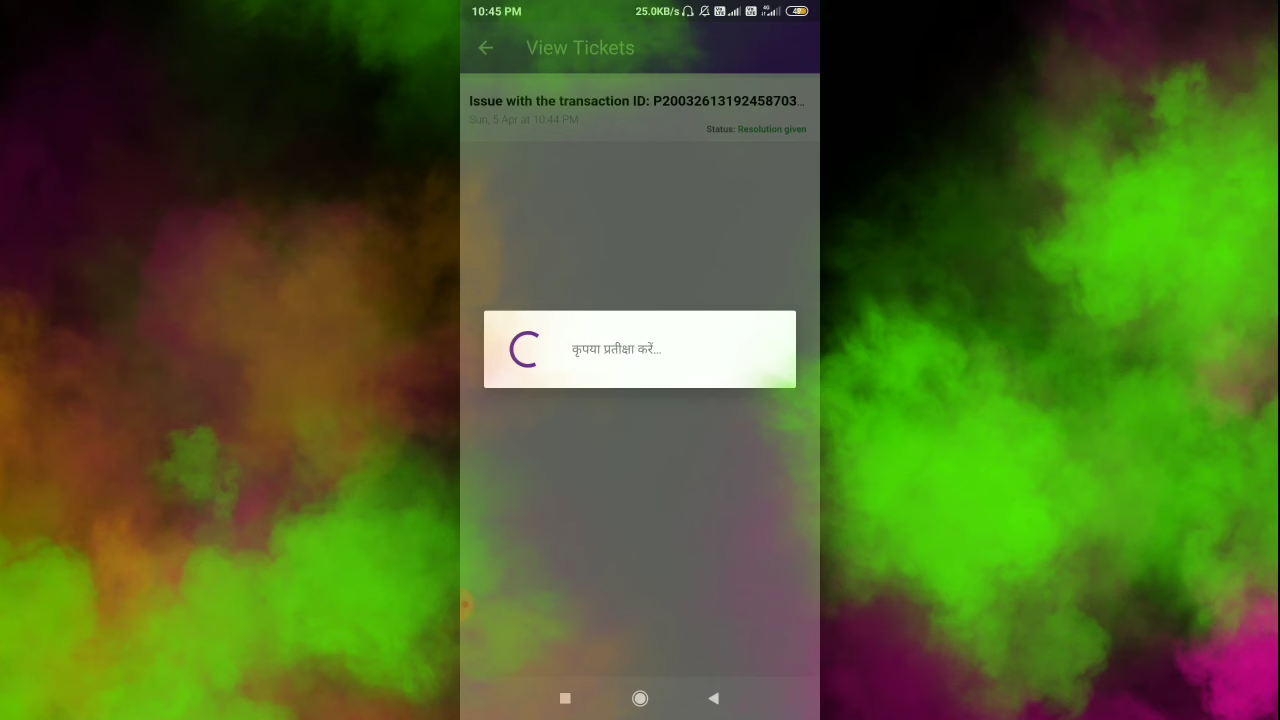 10:45 PM
25.0KB/s
View Tickets
Issue with the transaction ID: P20032613192458703...
Sun, 5 Apr at 10:44 PM
Status: Resolution given
कृपया प्रतीक्षा करें...